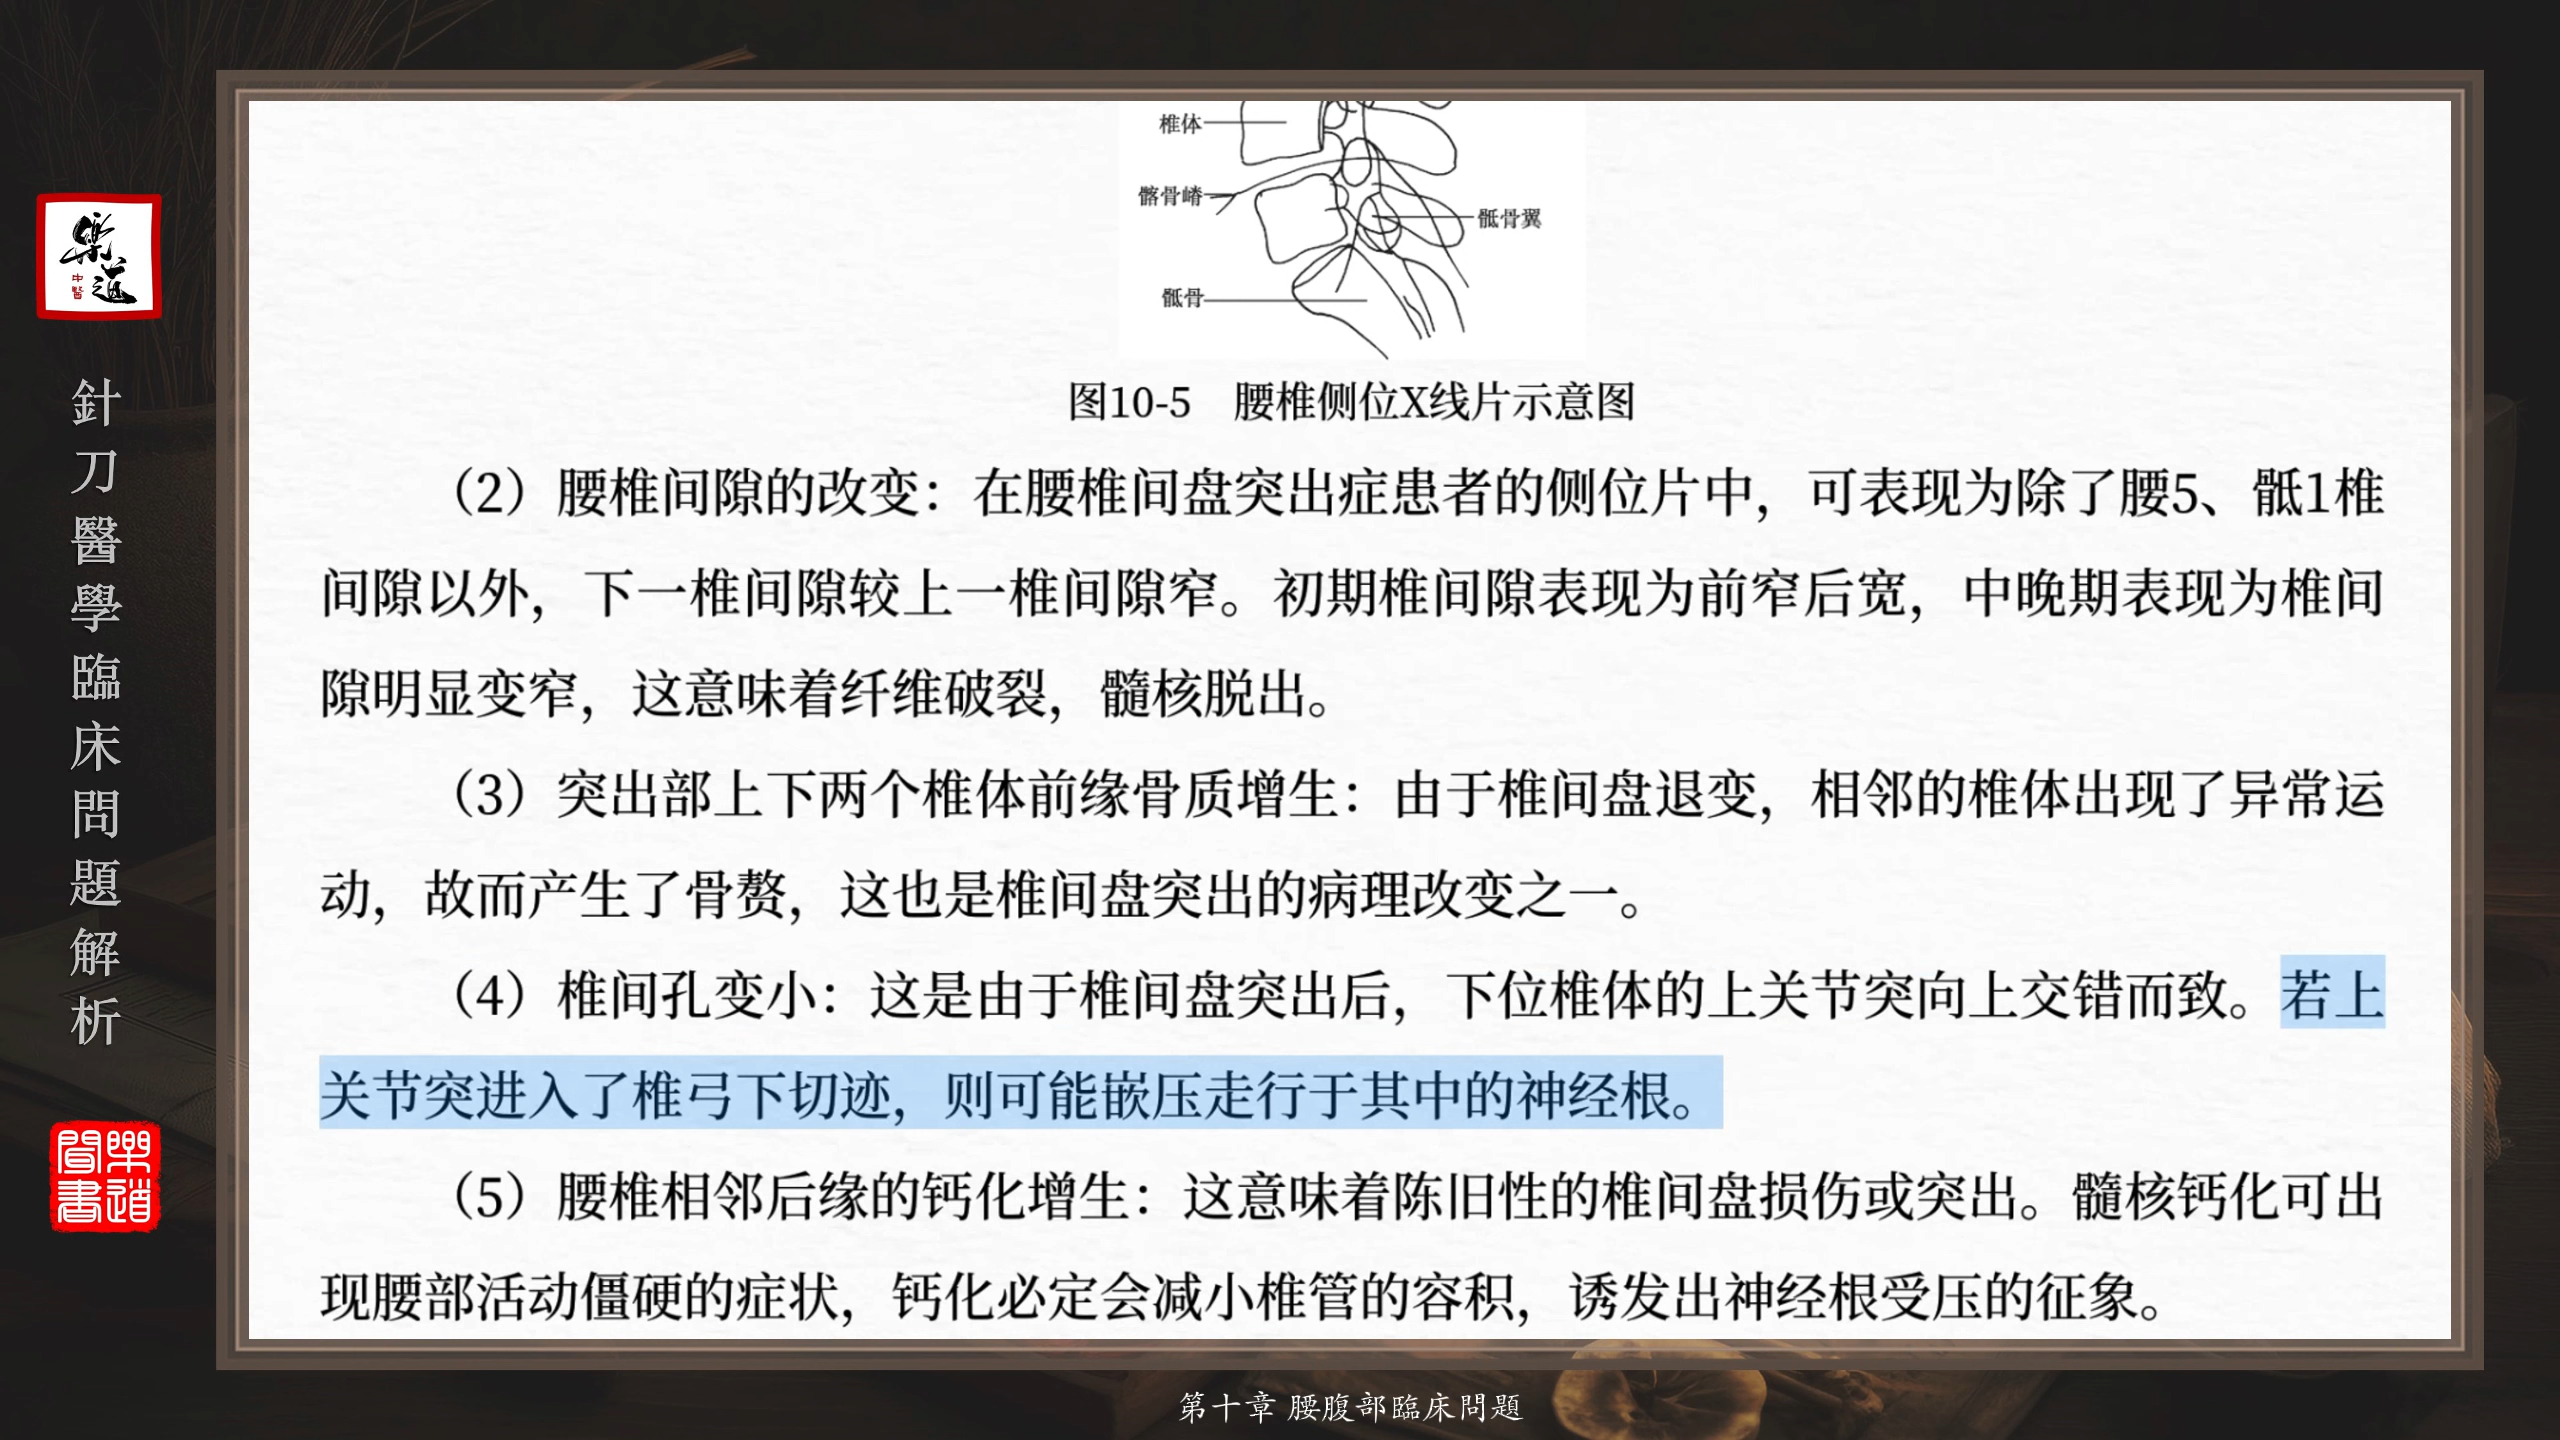 樂道
中醫
針刀醫學臨床問題解析
樂道
閒書
椎体
髂骨嵴
骶骨翼
骶骨
图10-5 腰椎侧位X线片示意图
（2）腰椎间隙的改变：在腰椎间盘突出症患者的侧位片中，可表现为除了腰5、骶1椎
间隙以外，下一椎间隙较上一椎间隙窄。初期椎间隙表现为前窄后宽，中晚期表现为椎间
隙明显变窄，这意味着纤维破裂，髓核脱出。
（3）突出部上下两个椎体前缘骨质增生：由于椎间盘退变，相邻的椎体出现了异常运
动，故而产生了骨赘，这也是椎间盘突出的病理改变之一。
（4）椎间孔变小：这是由于椎间盘突出后，下位椎体的上关节突向上交错而致。若上
关节突进入了椎弓下切迹，则可能嵌压走行于其中的神经根。
（5）腰椎相邻后缘的钙化增生：这意味着陈旧性的椎间盘损伤或突出。髓核钙化可出
现腰部活动僵硬的症状，钙化必定会减小椎管的容积，诱发出神经根受压的征象。
第十章 腰腹部臨床問題